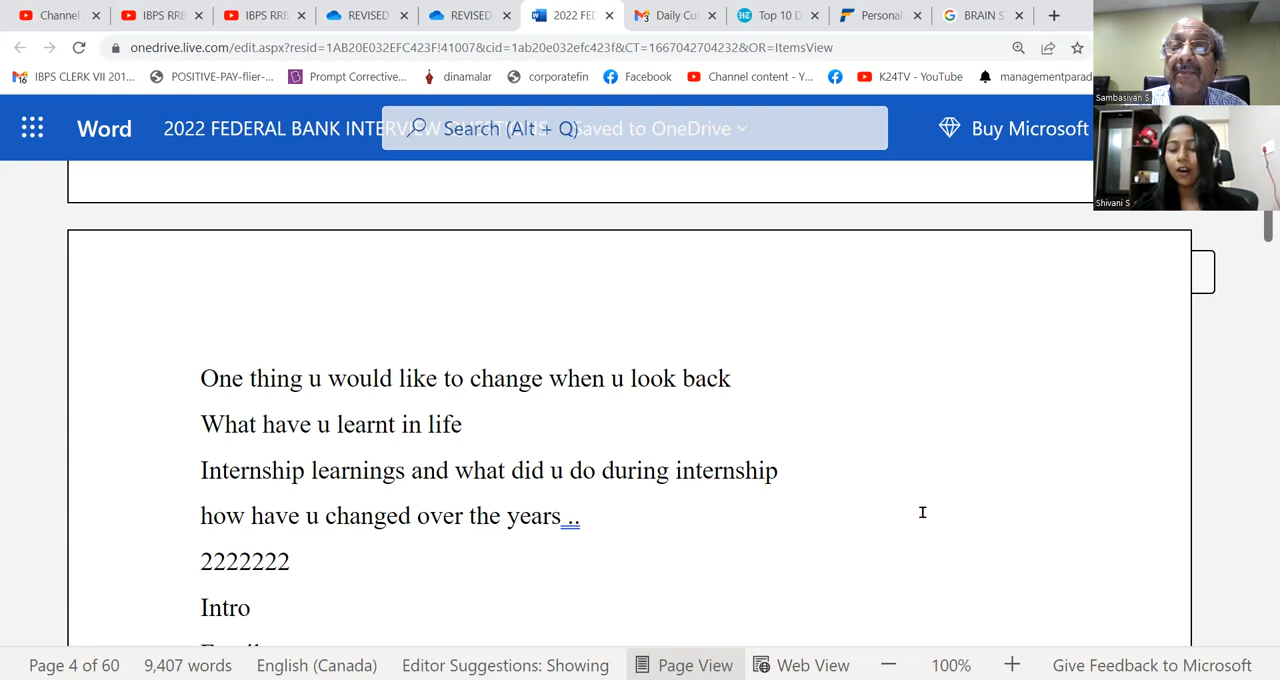 Channel IBPS RRB IBPS RRB REVISED REVISED 2022 FED Daily Cur Top 10 D Personal BRAIN S
onedrive.live.com/edit.aspx?resid=1AB20E032EFC423F!41007&cid=1ab20e032efc423f&CT=1667042704232&OR=ItemsView
IBPS CLERK VII 201... POSITIVE-PAY-flier-... Prompt Corrective... dinamalar corporatefin Facebook Channel content - Y... K24TV - YouTube managementparad
Word 2022 FEDERAL BANK INTERVIEW QUESTIONS Search (Alt + Q) Saved to OneDrive Buy Microsoft
Sambasivan S
Shivani S
One thing u would like to change when u look back
What have u learnt in life
Internship learnings and what did u do during internship
how have u changed over the years ..
2222222
Intro
Page 4 of 60 9,407 words English (Canada) Editor Suggestions: Showing Page View Web View 100% Give Feedback to Microsoft